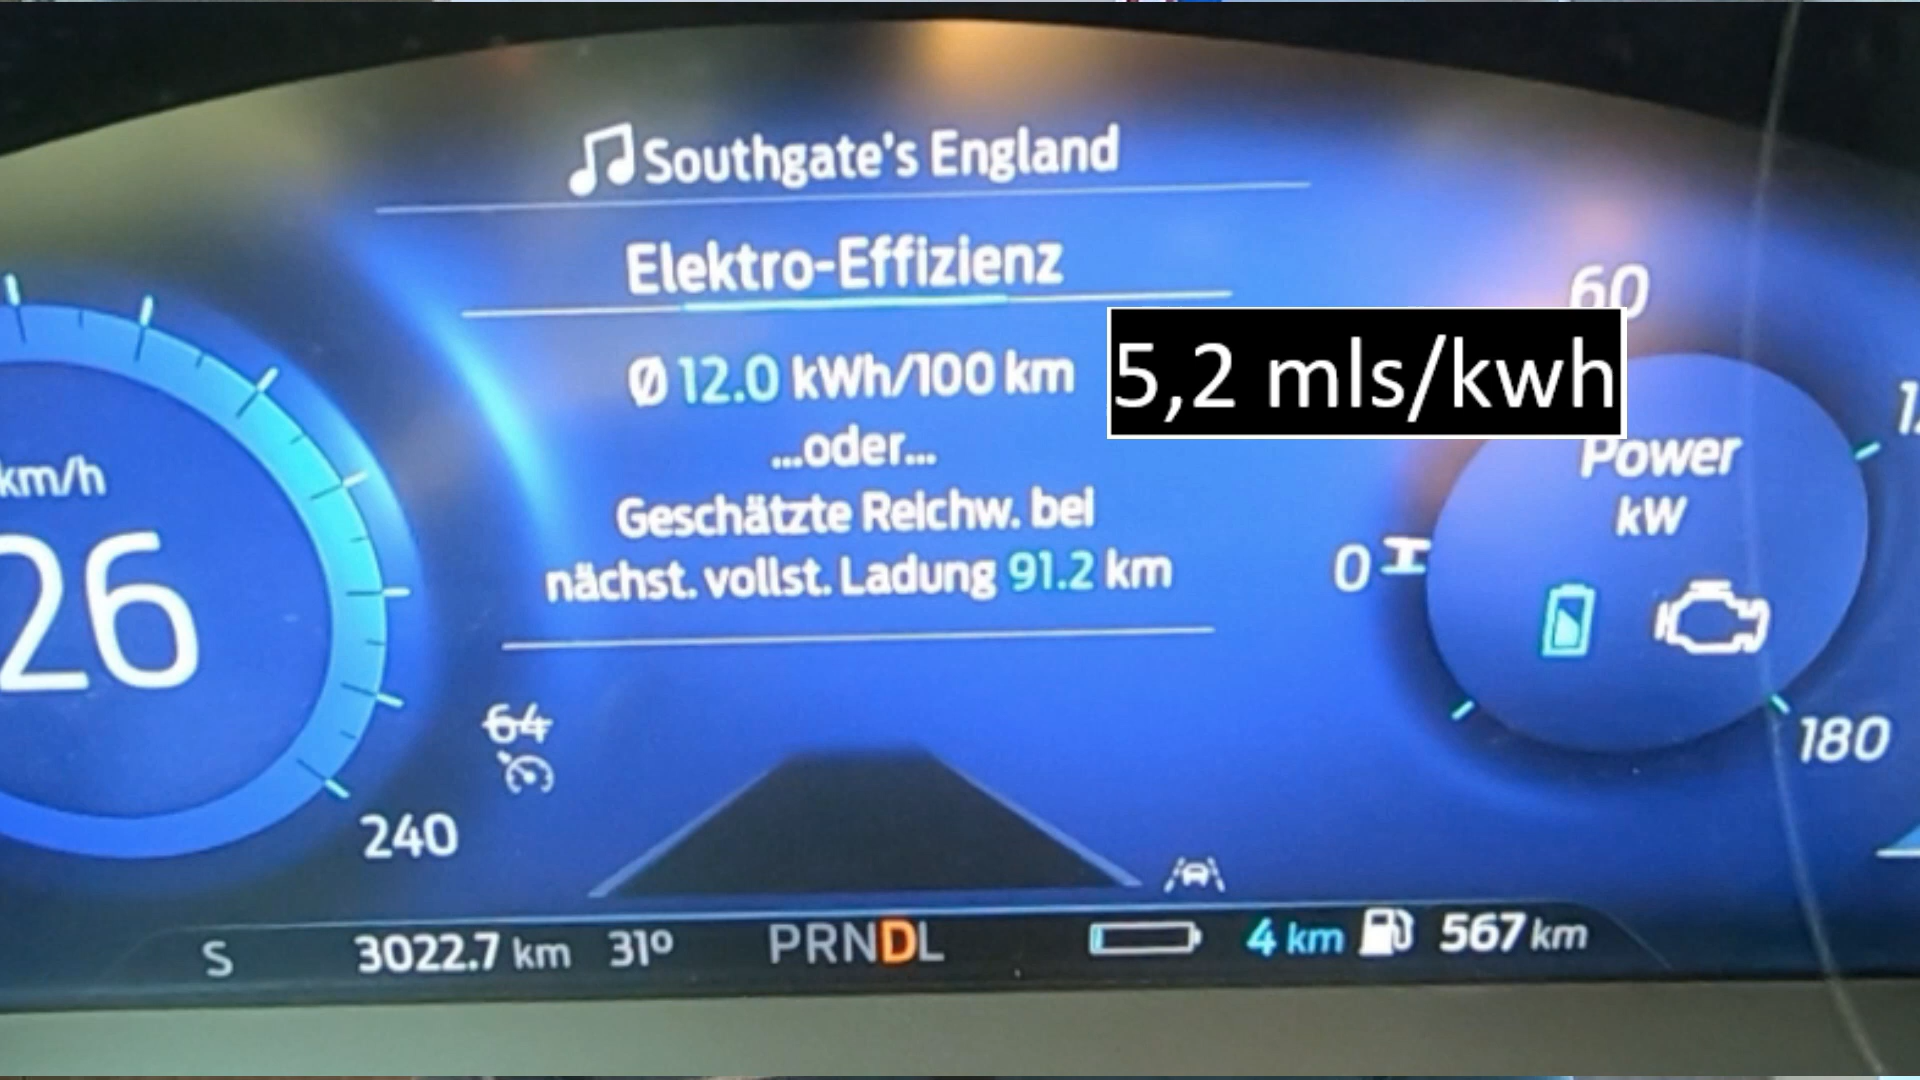 Southgate's England
Elektro-Effizienz
Ø 12.0 kWh/100 km
5,2 mls/kwh
...oder...
Geschätzte Reichw. bei
nächst. vollst. Ladung 91.2 km
km/h
26
64
240
60
Power
kW
0
180
S 3022.7 km 31° PRNDL 4 km 567 km